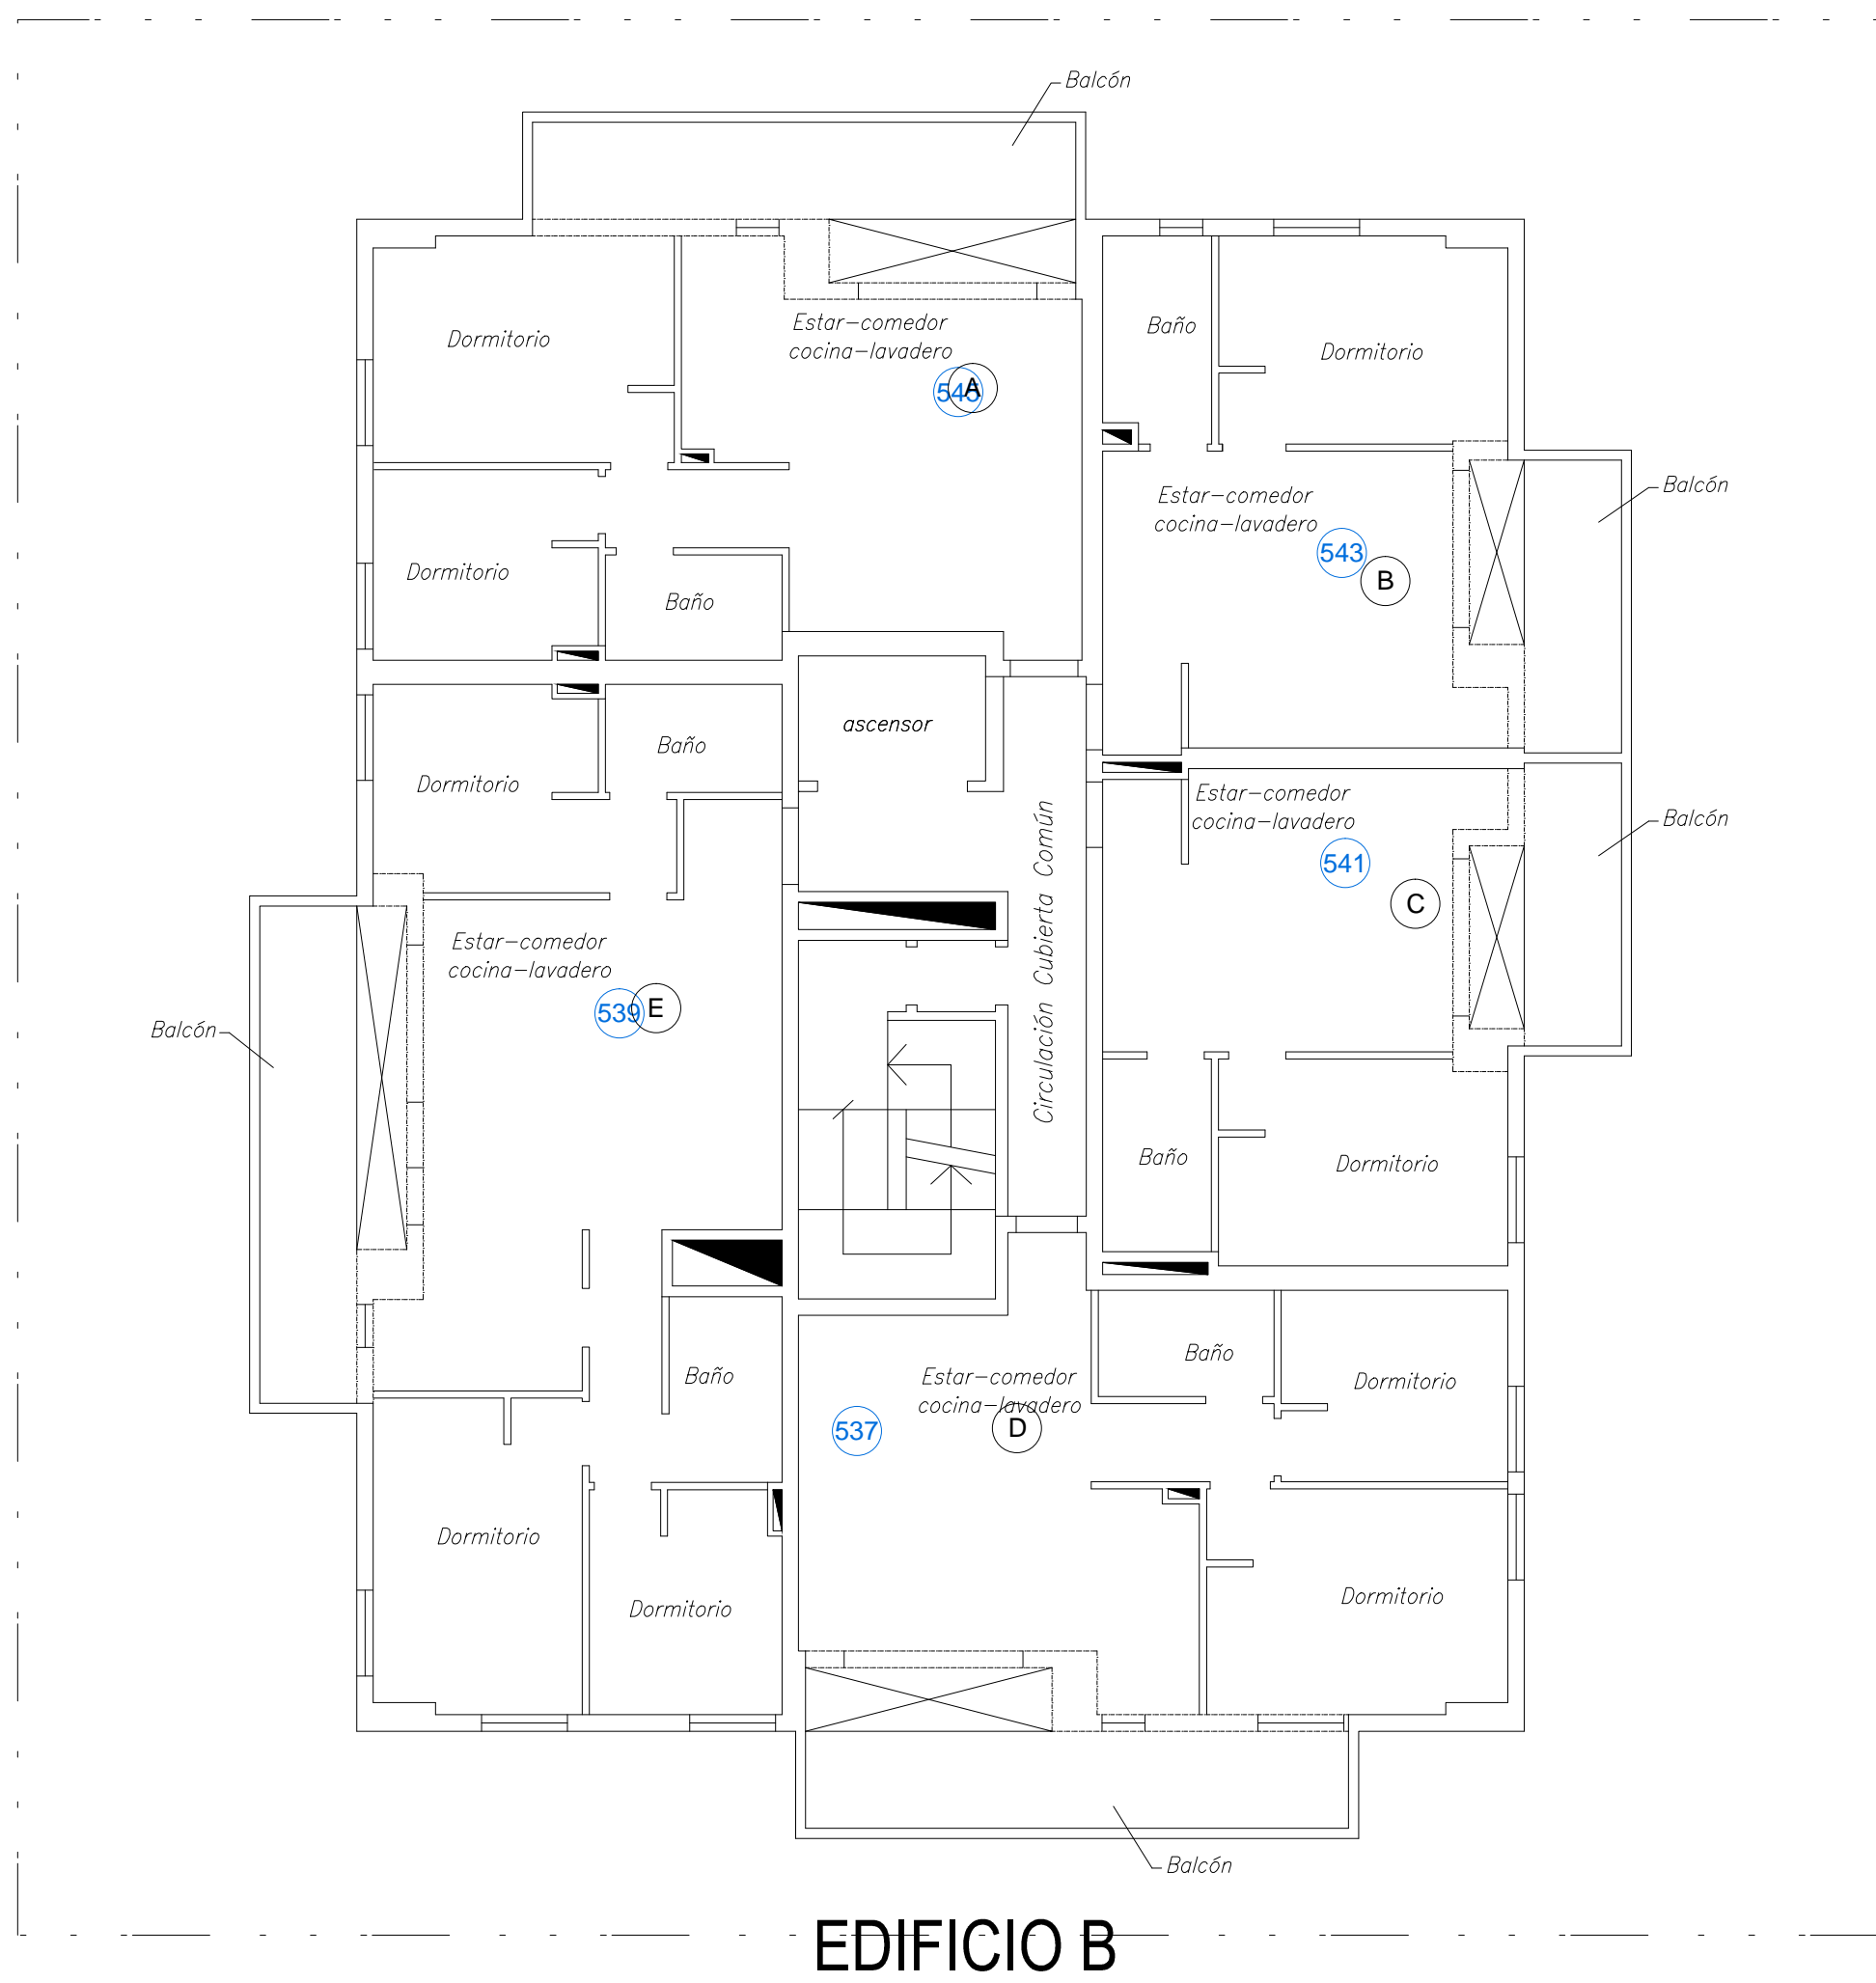 Balcón
Estar-comedor
cocina-lavadero
Baño
Dormitorio
Dormitorio
545
A
Balcón
Estar-comedor
cocina-lavadero
543
B
Dormitorio
Baño
ascensor
Baño
Dormitorio
Estar-comedor
cocina-lavadero
Balcón
541
C
Circulación Cubierta Común
Estar-comedor
cocina-lavadero
539
E
Balcón
Baño
Dormitorio
Baño
Dormitorio
Baño
Estar-comedor
cocina-lavadero
537
D
Dormitorio
Dormitorio
Dormitorio
Dormitorio
Balcón
EDIFICIO B